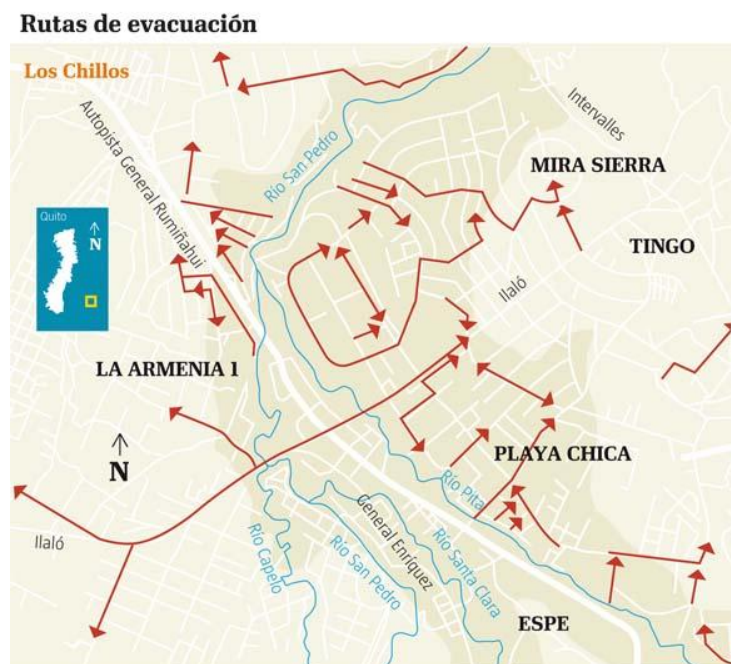 Rutas de evacuación
Los Chillos
Autopista General Rumiñahui
Río San Pedro
Intervalles
MIRA SIERRA
Quito
N
TINGO
Ilaló
LA ARMENIA 1
N
PLAYA CHICA
Río Pita
Ilaló
Río Capelo
Río San Pedro
General Enríquez
Río Santa Clara
ESPE